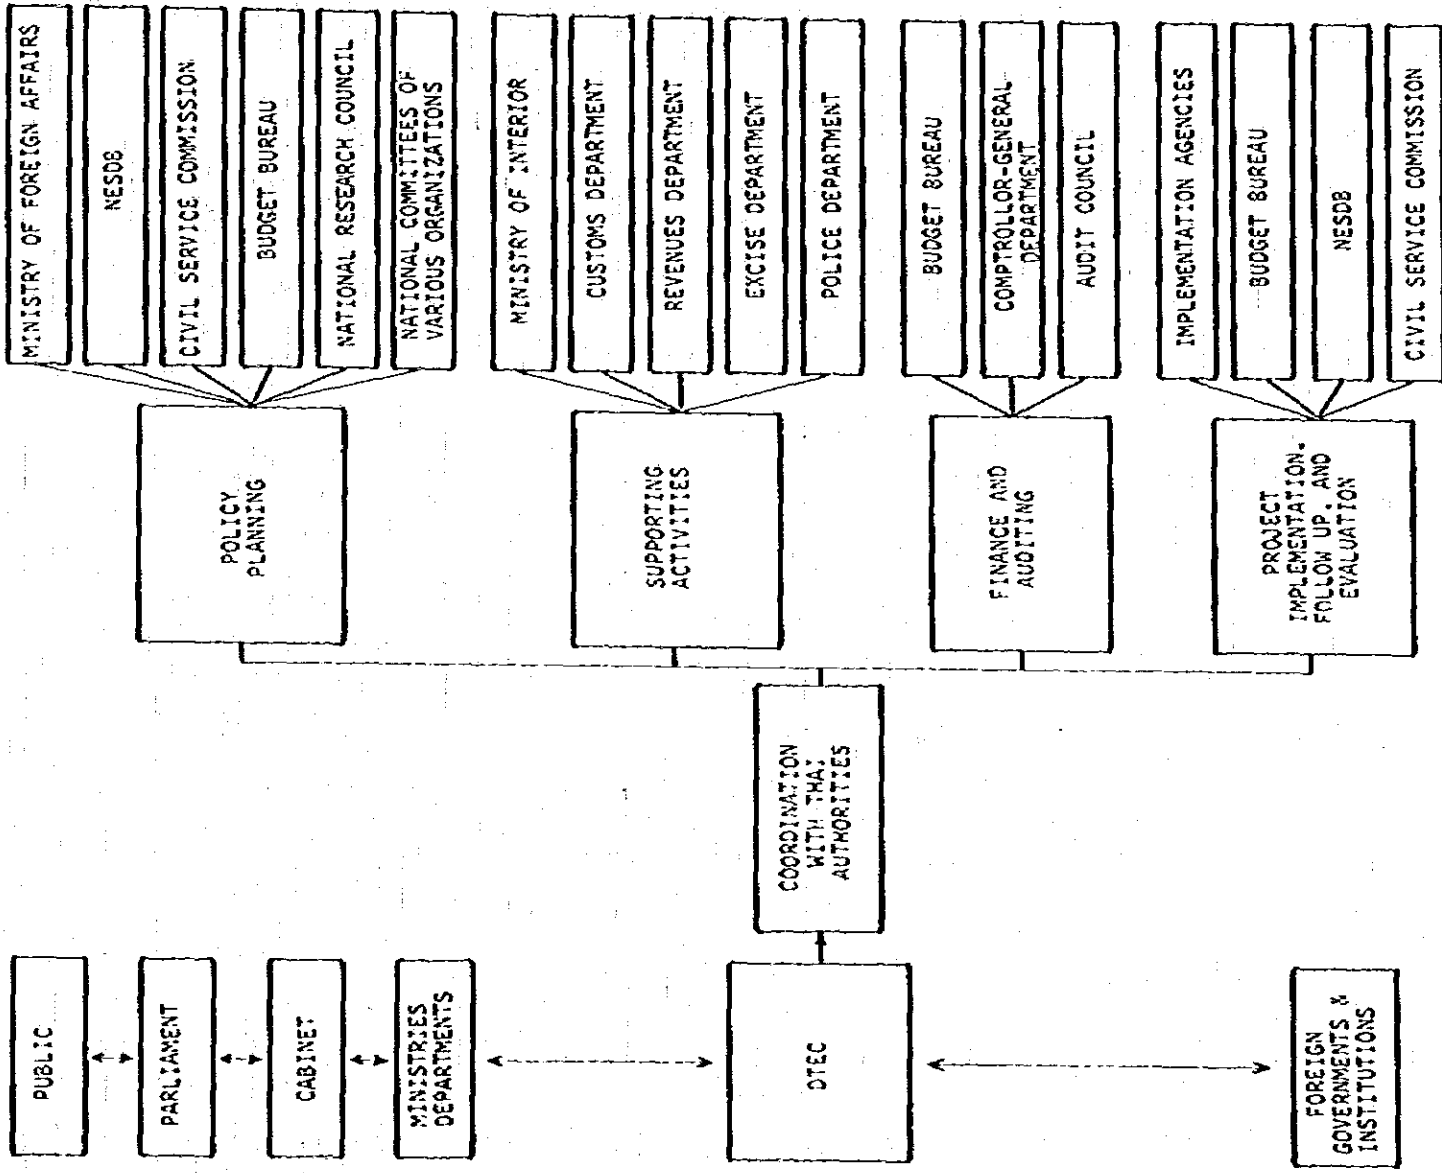 PUBLIC
PARLIAMENT
CABINET
MINISTRIES
DEPARTMENTS
DTEC
FOREIGN
GOVERNMENTS &
INSTITUTIONS
COORDINATION
WITH THAI
AUTHORITIES
POLICY
PLANNING
SUPPORTING
ACTIVITIES
FINANCE AND
AUDITING
PROJECT
IMPLEMENTATION,
FOLLOW UP, AND
EVALUATION
MINISTRY OF FOREIGN AFFAIRS
NESDB
CIVIL SERVICE COMMISSION
BUDGET BUREAU
NATIONAL RESEARCH COUNCIL
NATIONAL COMMITTEES OF
VARIOUS ORGANIZATIONS
MINISTRY OF INTERIOR
CUSTOMS DEPARTMENT
REVENUES DEPARTMENT
EXCISE DEPARTMENT
POLICE DEPARTMENT
BUDGET BUREAU
COMPTROLLOR-GENERAL
DEPARTMENT
AUDIT COUNCIL
IMPLEMENTATION AGENCIES
BUDGET BUREAU
NESDB
CIVIL SERVICE COMMISSION